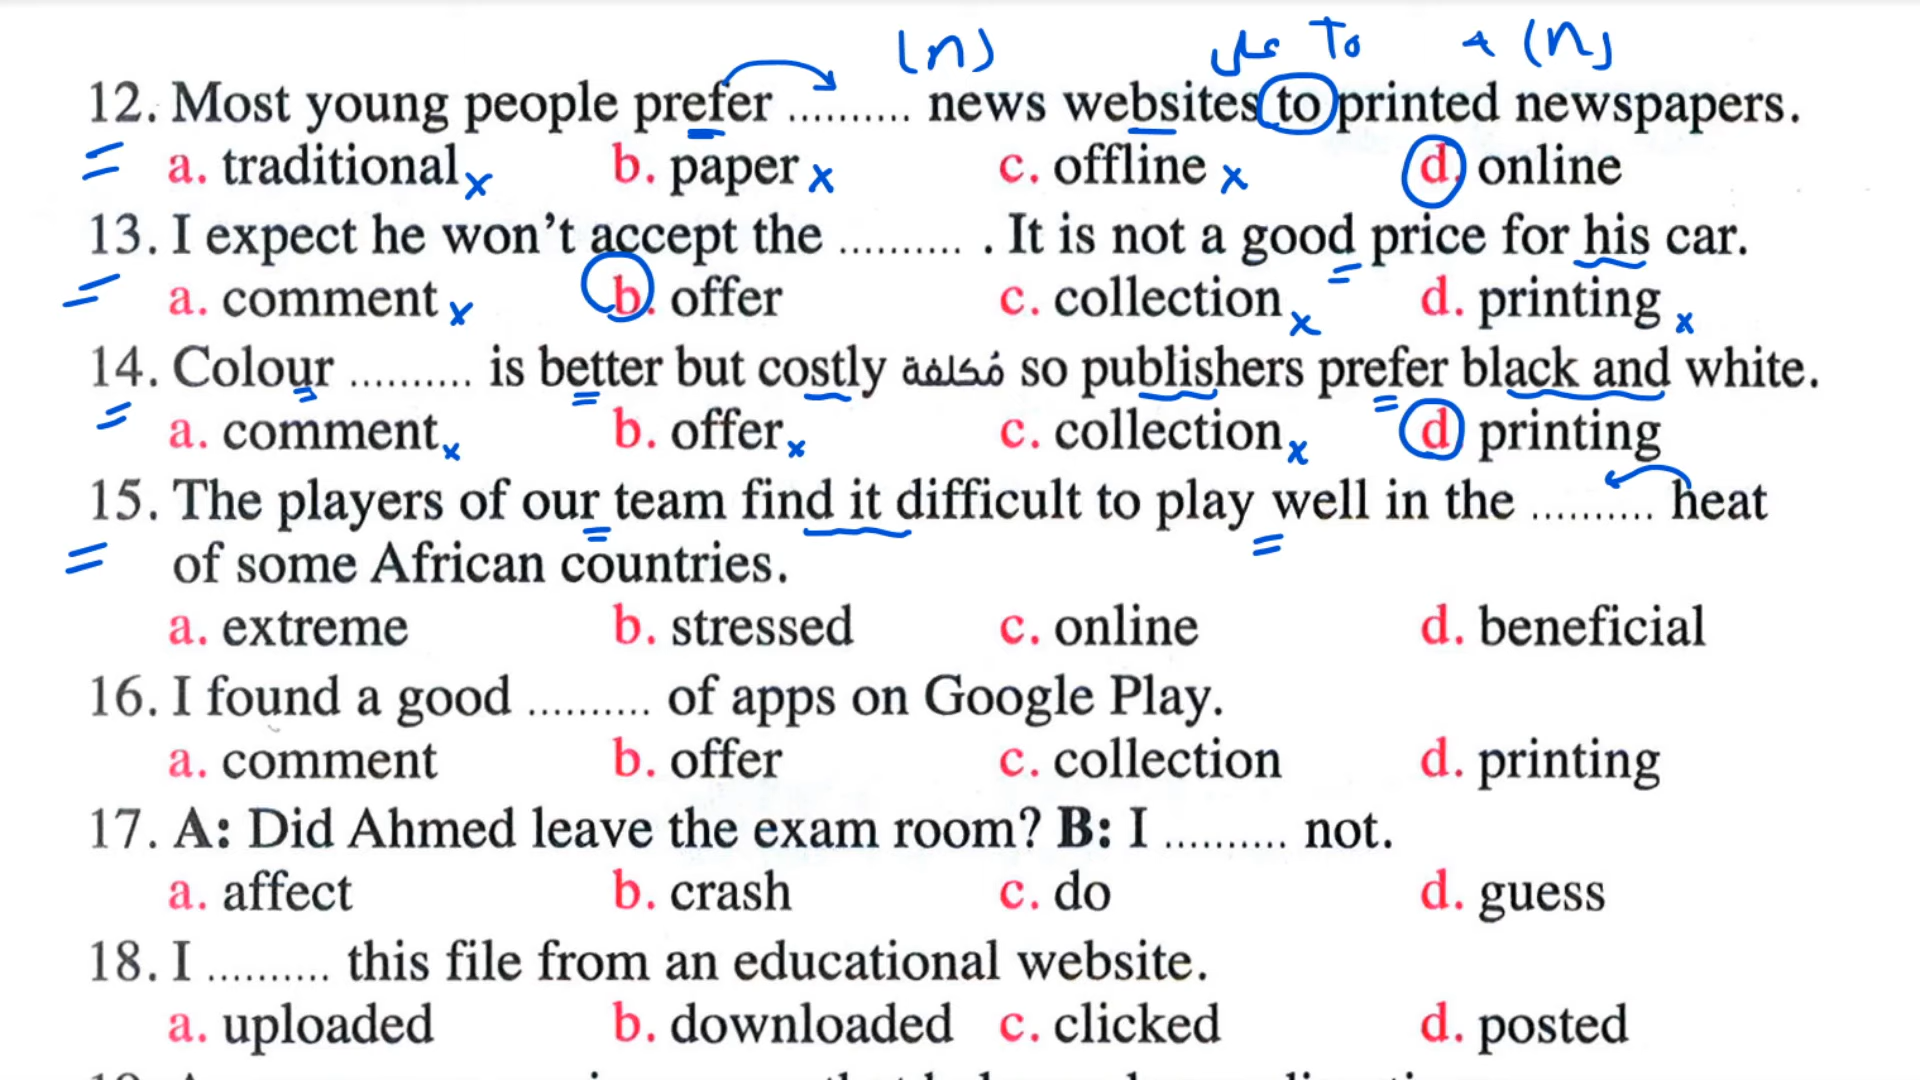 (n) على To + (n)
12. Most young people prefer .......... news websites to printed newspapers.
a. traditional x b. paper x c. offline x d. online
13. I expect he won't accept the .......... . It is not a good price for his car.
a. comment x b. offer c. collection x d. printing x
14. Colour .......... is better but costly مُكلفة so publishers prefer black and white.
a. comment x b. offer x c. collection x d. printing
15. The players of our team find it difficult to play well in the .......... heat
of some African countries.
a. extreme b. stressed c. online d. beneficial
16. I found a good .......... of apps on Google Play.
a. comment b. offer c. collection d. printing
17. A: Did Ahmed leave the exam room? B: I .......... not.
a. affect b. crash c. do d. guess
18. I .......... this file from an educational website.
a. uploaded b. downloaded c. clicked d. posted